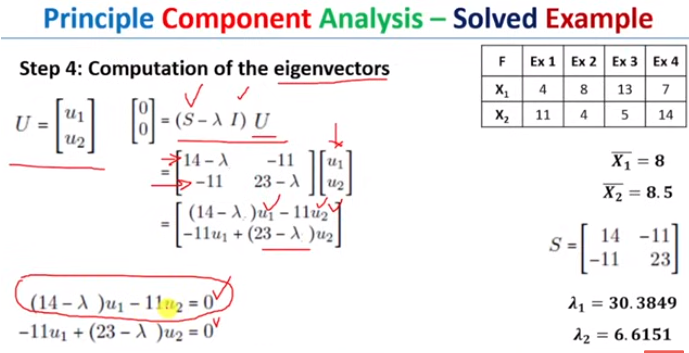 Principle Component Analysis – Solved Example
Step 4: Computation of the eigenvectors
U = [u₁ u₂] [0 0] = (S − λ I) U
= [14 − λ −11 −11 23 − λ] [u₁ u₂]
= [(14 − λ )u₁ − 11u₂ −11u₁ + (23 − λ )u₂]
(14 − λ )u₁ − 11u₂ = 0
−11u₁ + (23 − λ )u₂ = 0
F Ex 1 Ex 2 Ex 3 Ex 4
X₁ 4 8 13 7
X₂ 11 4 5 14
X̅₁ = 8
X̅₂ = 8.5
S = [14 −11 −11 23]
λ₁ = 30.3849
λ₂ = 6.6151